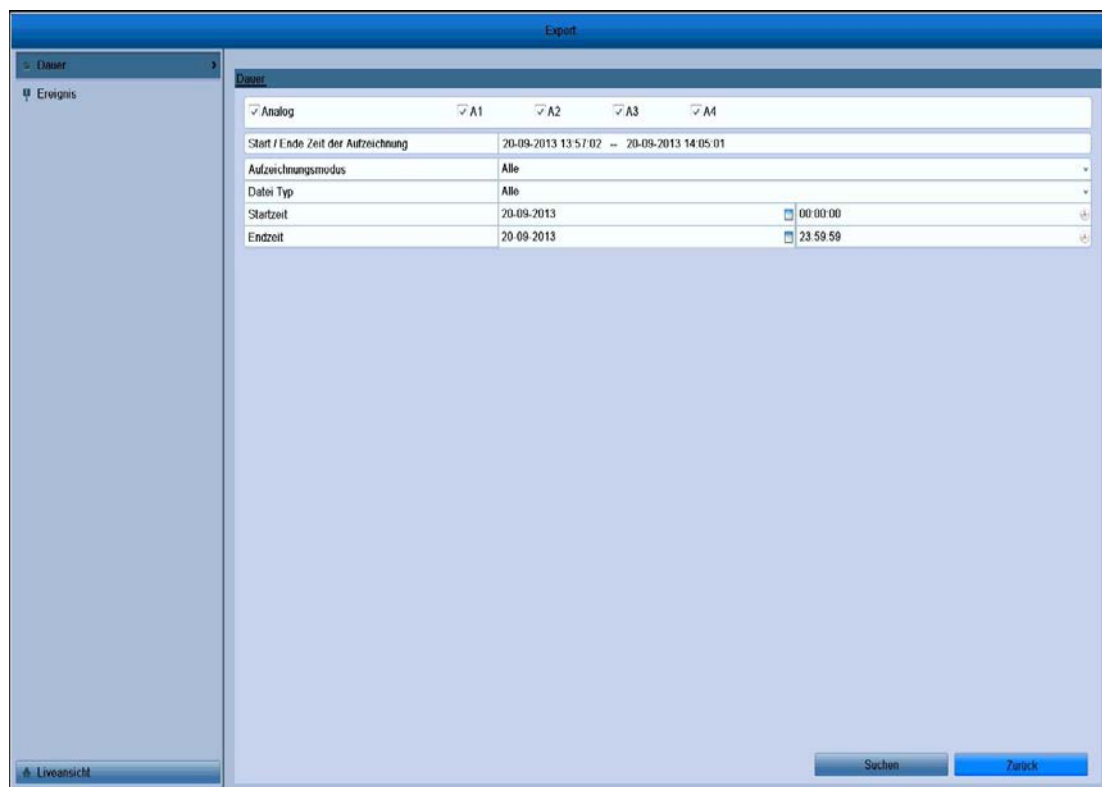 Export
Dauer
Ereignis
Dauer
Analog A1 A2 A3 A4
Start / Ende Zeit der Aufzeichnung 20-09-2013 13:57:02 -- 20-09-2013 14:05:01
Aufzeichnungsmodus Alle
Datei Typ Alle
Startzeit 20-09-2013 00:00:00
Endzeit 20-09-2013 23:59:59
Suchen Zurück
Liveansicht